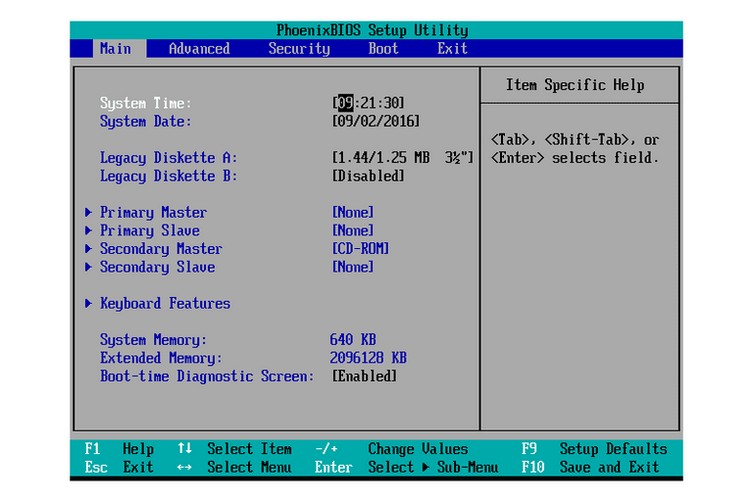 PhoenixBIOS Setup Utility
Main Advanced Security Boot Exit
Item Specific Help
System Time: [09:21:30]
System Date: [09/02/2016]
<Tab>, <Shift-Tab>, or
<Enter> selects field.
Legacy Diskette A: [1.44/1.25 MB 3½"]
Legacy Diskette B: [Disabled]
Primary Master [None]
Primary Slave [None]
Secondary Master [CD-ROM]
Secondary Slave [None]
Keyboard Features
System Memory: 640 KB
Extended Memory: 2096128 KB
Boot-time Diagnostic Screen: [Enabled]
F1 Help ↑↓ Select Item -/+ Change Values F9 Setup Defaults
Esc Exit ↔ Select Menu Enter Select ▶ Sub-Menu F10 Save and Exit